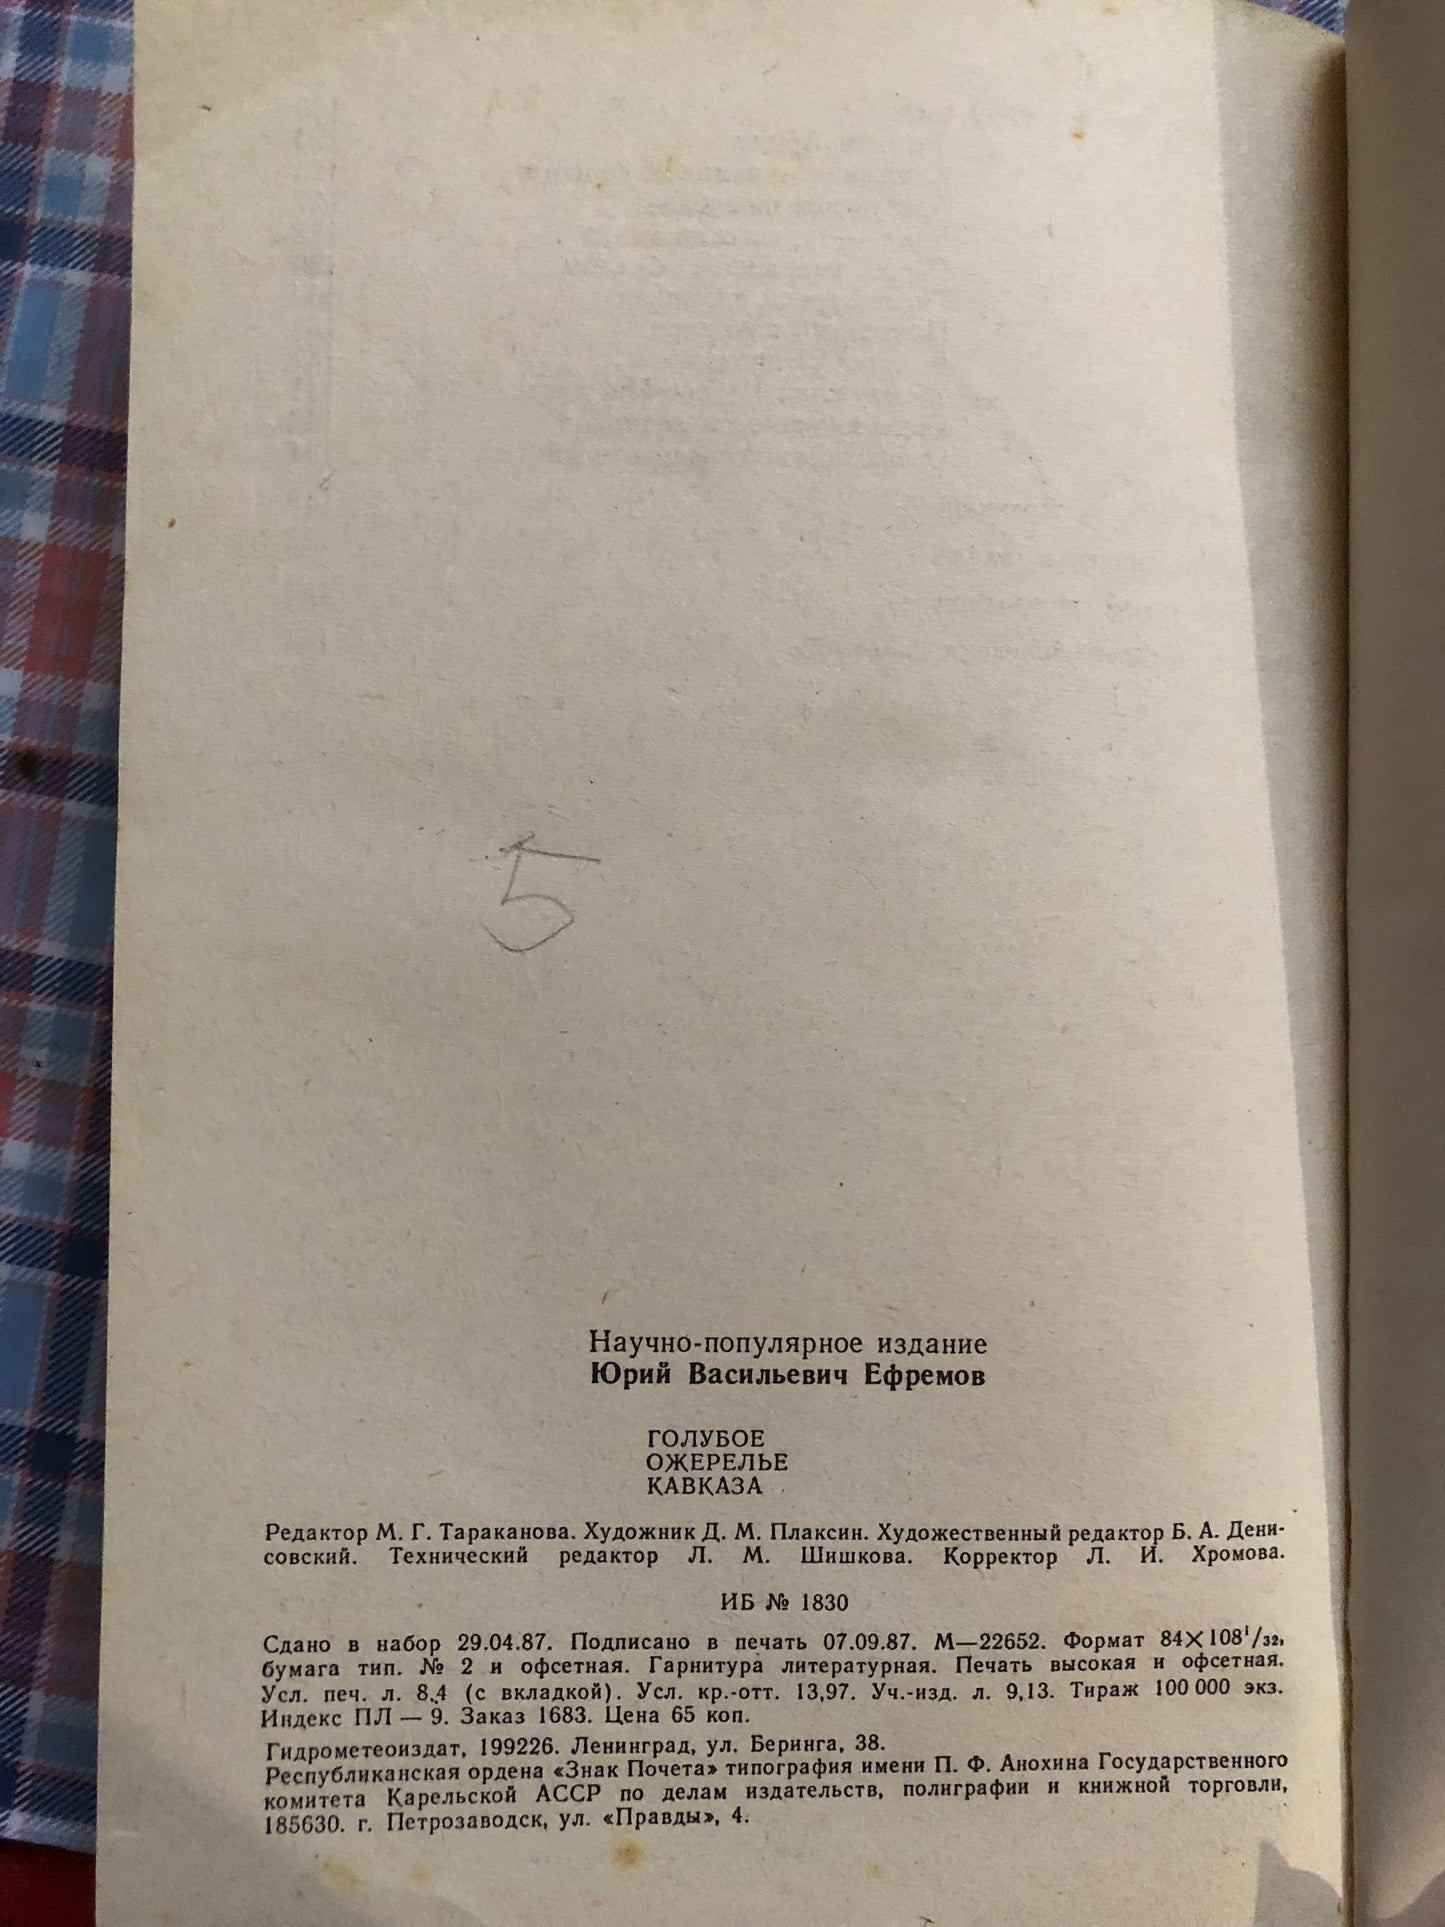 5
Научно-популярное издание
Юрий Васильевич Ефремов
ГОЛУБОЕ
ОЖЕРЕЛЬЕ
КАВКАЗА
Редактор М. Г. Тараканова. Художник Д. М. Плаксин. Художественный редактор Б. А. Дени-
совский. Технический редактор Л. М. Шишкова. Корректор Л. И. Хромова.
ИБ № 1830
Сдано в набор 29.04.87. Подписано в печать 07.09.87. М—22652. Формат 84×108¹/₃₂,
бумага тип. № 2 и офсетная. Гарнитура литературная. Печать высокая и офсетная.
Усл. печ. л. 8,4 (с вкладкой). Усл. кр.-отт. 13,97. Уч.-изд. л. 9,13. Тираж 100 000 экз.
Индекс ПЛ — 9. Заказ 1683. Цена 65 коп.
Гидрометеоиздат, 199226. Ленинград, ул. Беринга, 38.
Республиканская ордена «Знак Почета» типография имени П. Ф. Анохина Государственного
комитета Карельской АССР по делам издательств, полиграфии и книжной торговли,
185630. г. Петрозаводск, ул. «Правды», 4.